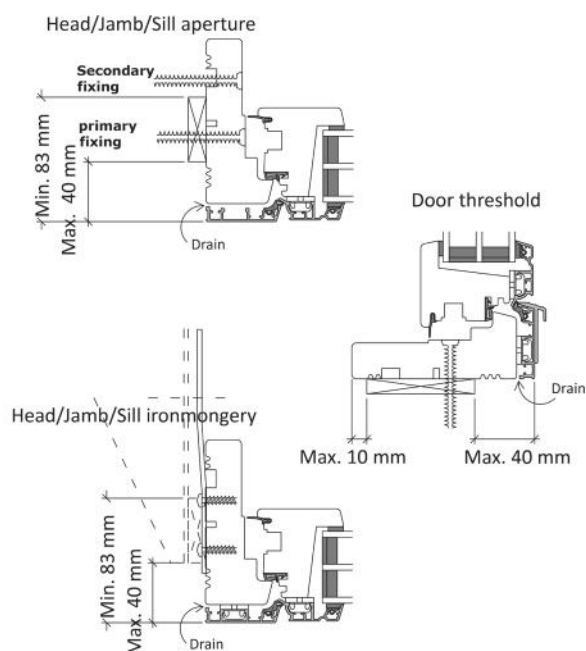 Head/Jamb/Sill aperture
Secondary
fixing
primary
fixing
Min. 83 mm
Max. 40 mm
Drain
Door threshold
Drain
Max. 10 mm
Max. 40 mm
Head/Jamb/Sill ironmongery
Min. 83 mm
Max. 40 mm
Drain